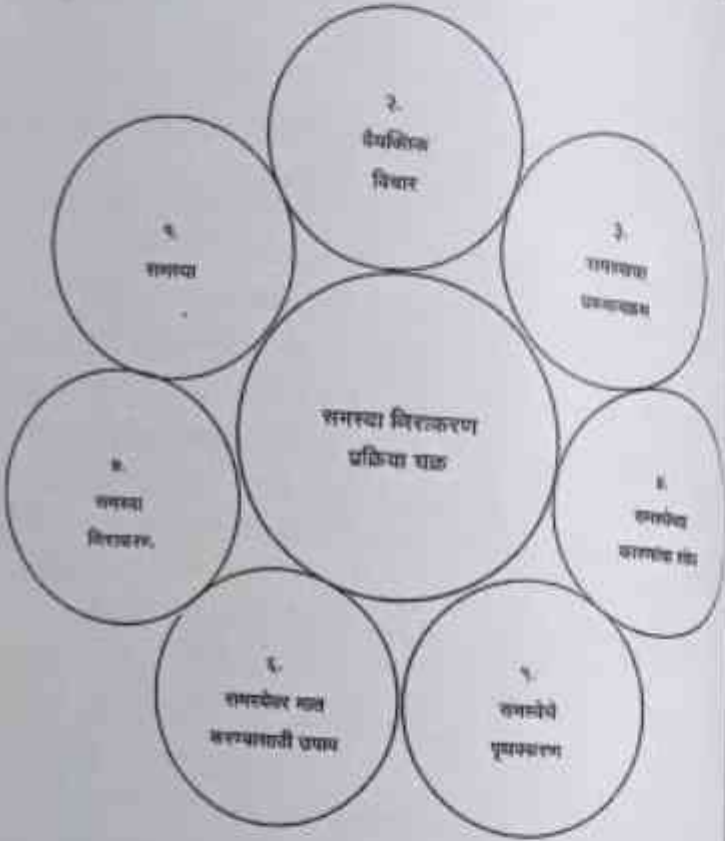 समस्या निराकरण
प्रक्रिया चक्र
१.
समस्या
२.
वैयक्तिक
विचार
३.
४.
समस्येच्या
५.
समस्येचे
पृथक्करण
६.
समस्येवर मात
करण्यासाठी उपाय
७.
समस्या
निराकरण.